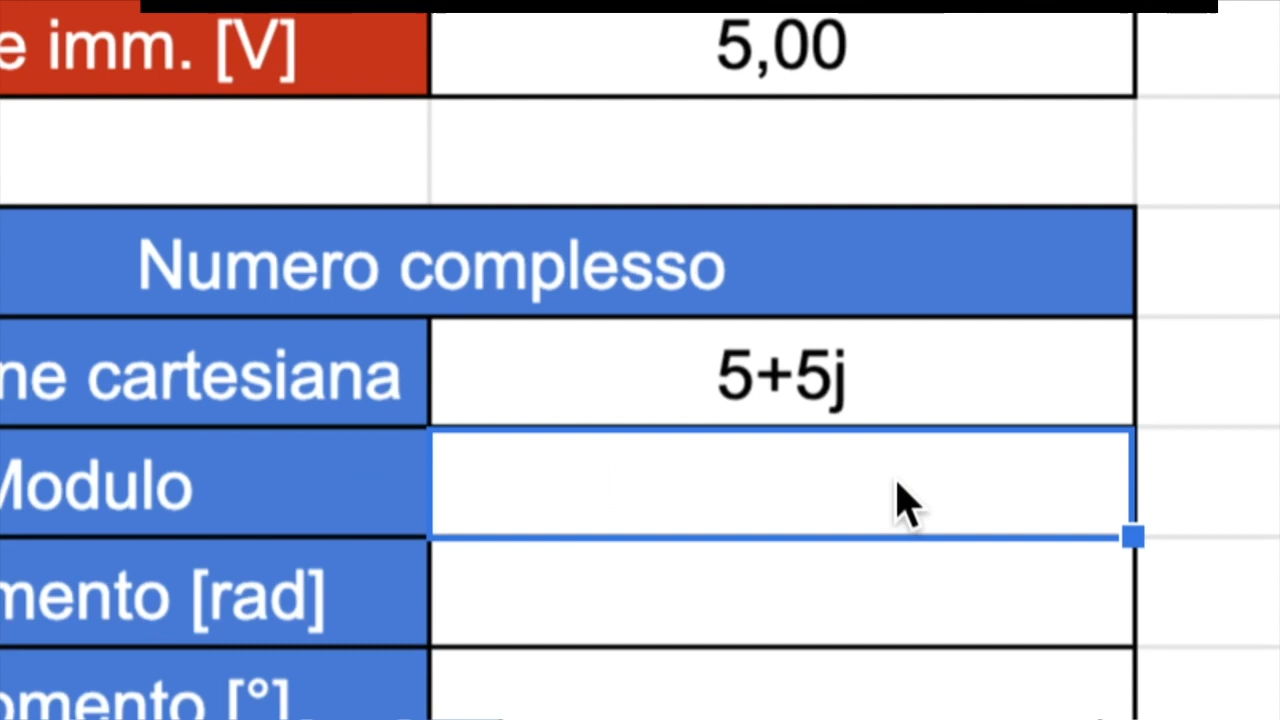 e imm. [V] 5,00
Numero complesso
ne cartesiana 5+5j
Modulo
mento [rad]
omento [°]